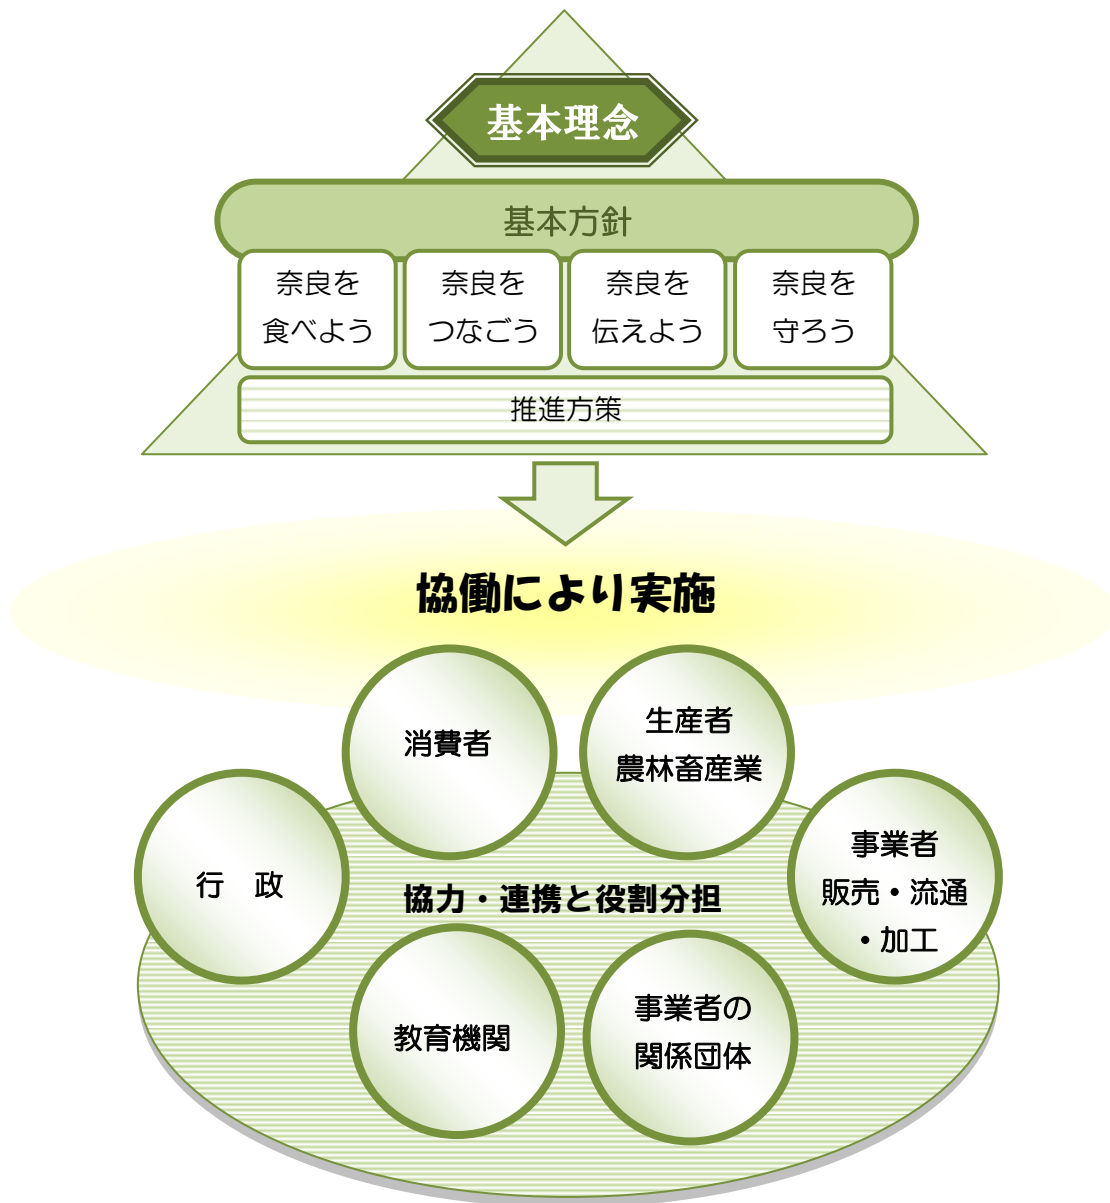 基本理念
基本方針
奈良を
食べよう
奈良を
つなごう
奈良を
伝えよう
奈良を
守ろう
推進方策
協働により実施
消費者
生産者
農林畜産業
行　政
事業者
販売・流通
・加工
協力・連携と役割分担
教育機関
事業者の
関係団体